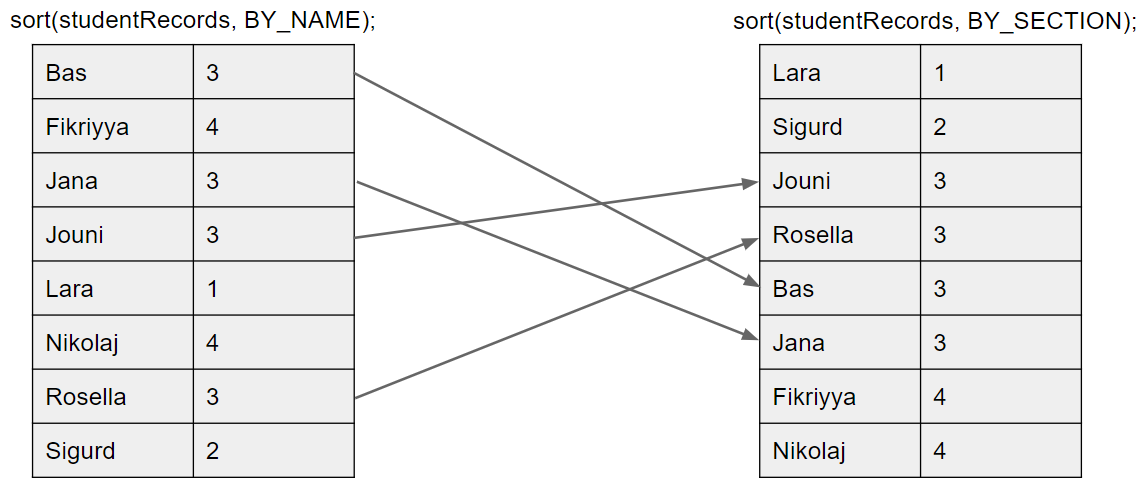 sort(studentRecords, BY_NAME);
Bas 3
Fikriyya 4
Jana 3
Jouni 3
Lara 1
Nikolaj 4
Rosella 3
Sigurd 2
sort(studentRecords, BY_SECTION);
Lara 1
Sigurd 2
Jouni 3
Rosella 3
Bas 3
Jana 3
Fikriyya 4
Nikolaj 4